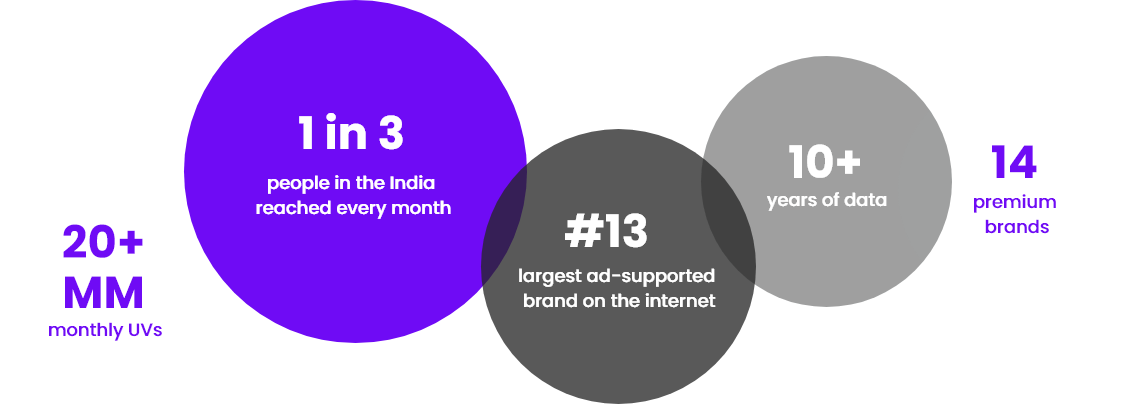 20+
MM
monthly UVs
1 in 3
people in the India
reached every month
#13
largest ad-supported
brand on the internet
10+
years of data
14
premium
brands